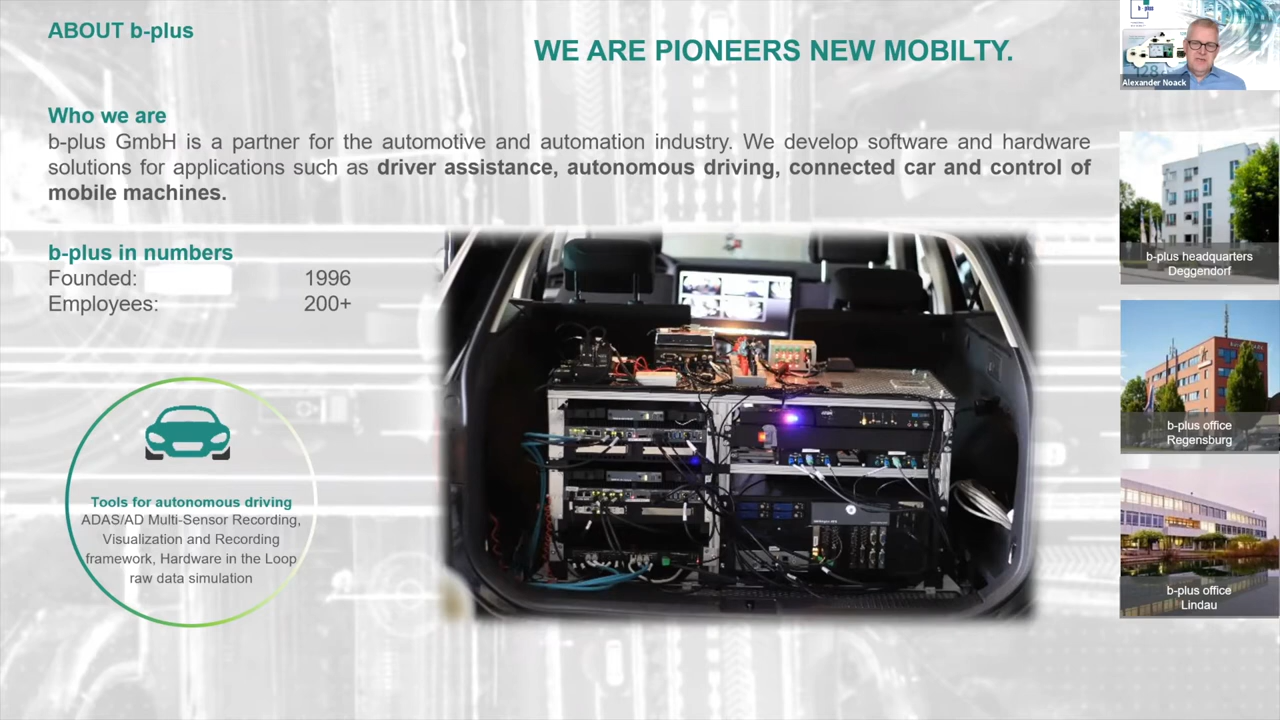 ABOUT b-plus
WE ARE PIONEERS NEW MOBILTY.
Who we are
b-plus GmbH is a partner for the automotive and automation industry. We develop software and hardware
solutions for applications such as driver assistance, autonomous driving, connected car and control of
mobile machines.
b-plus in numbers
Founded: 1996
Employees: 200+
Tools for autonomous driving
ADAS/AD Multi-Sensor Recording,
Visualization and Recording
framework, Hardware in the Loop
raw data simulation
b-plus
Alexander Noack
b-plus headquarters
Deggendorf
b-plus office
Regensburg
b-plus office
Lindau